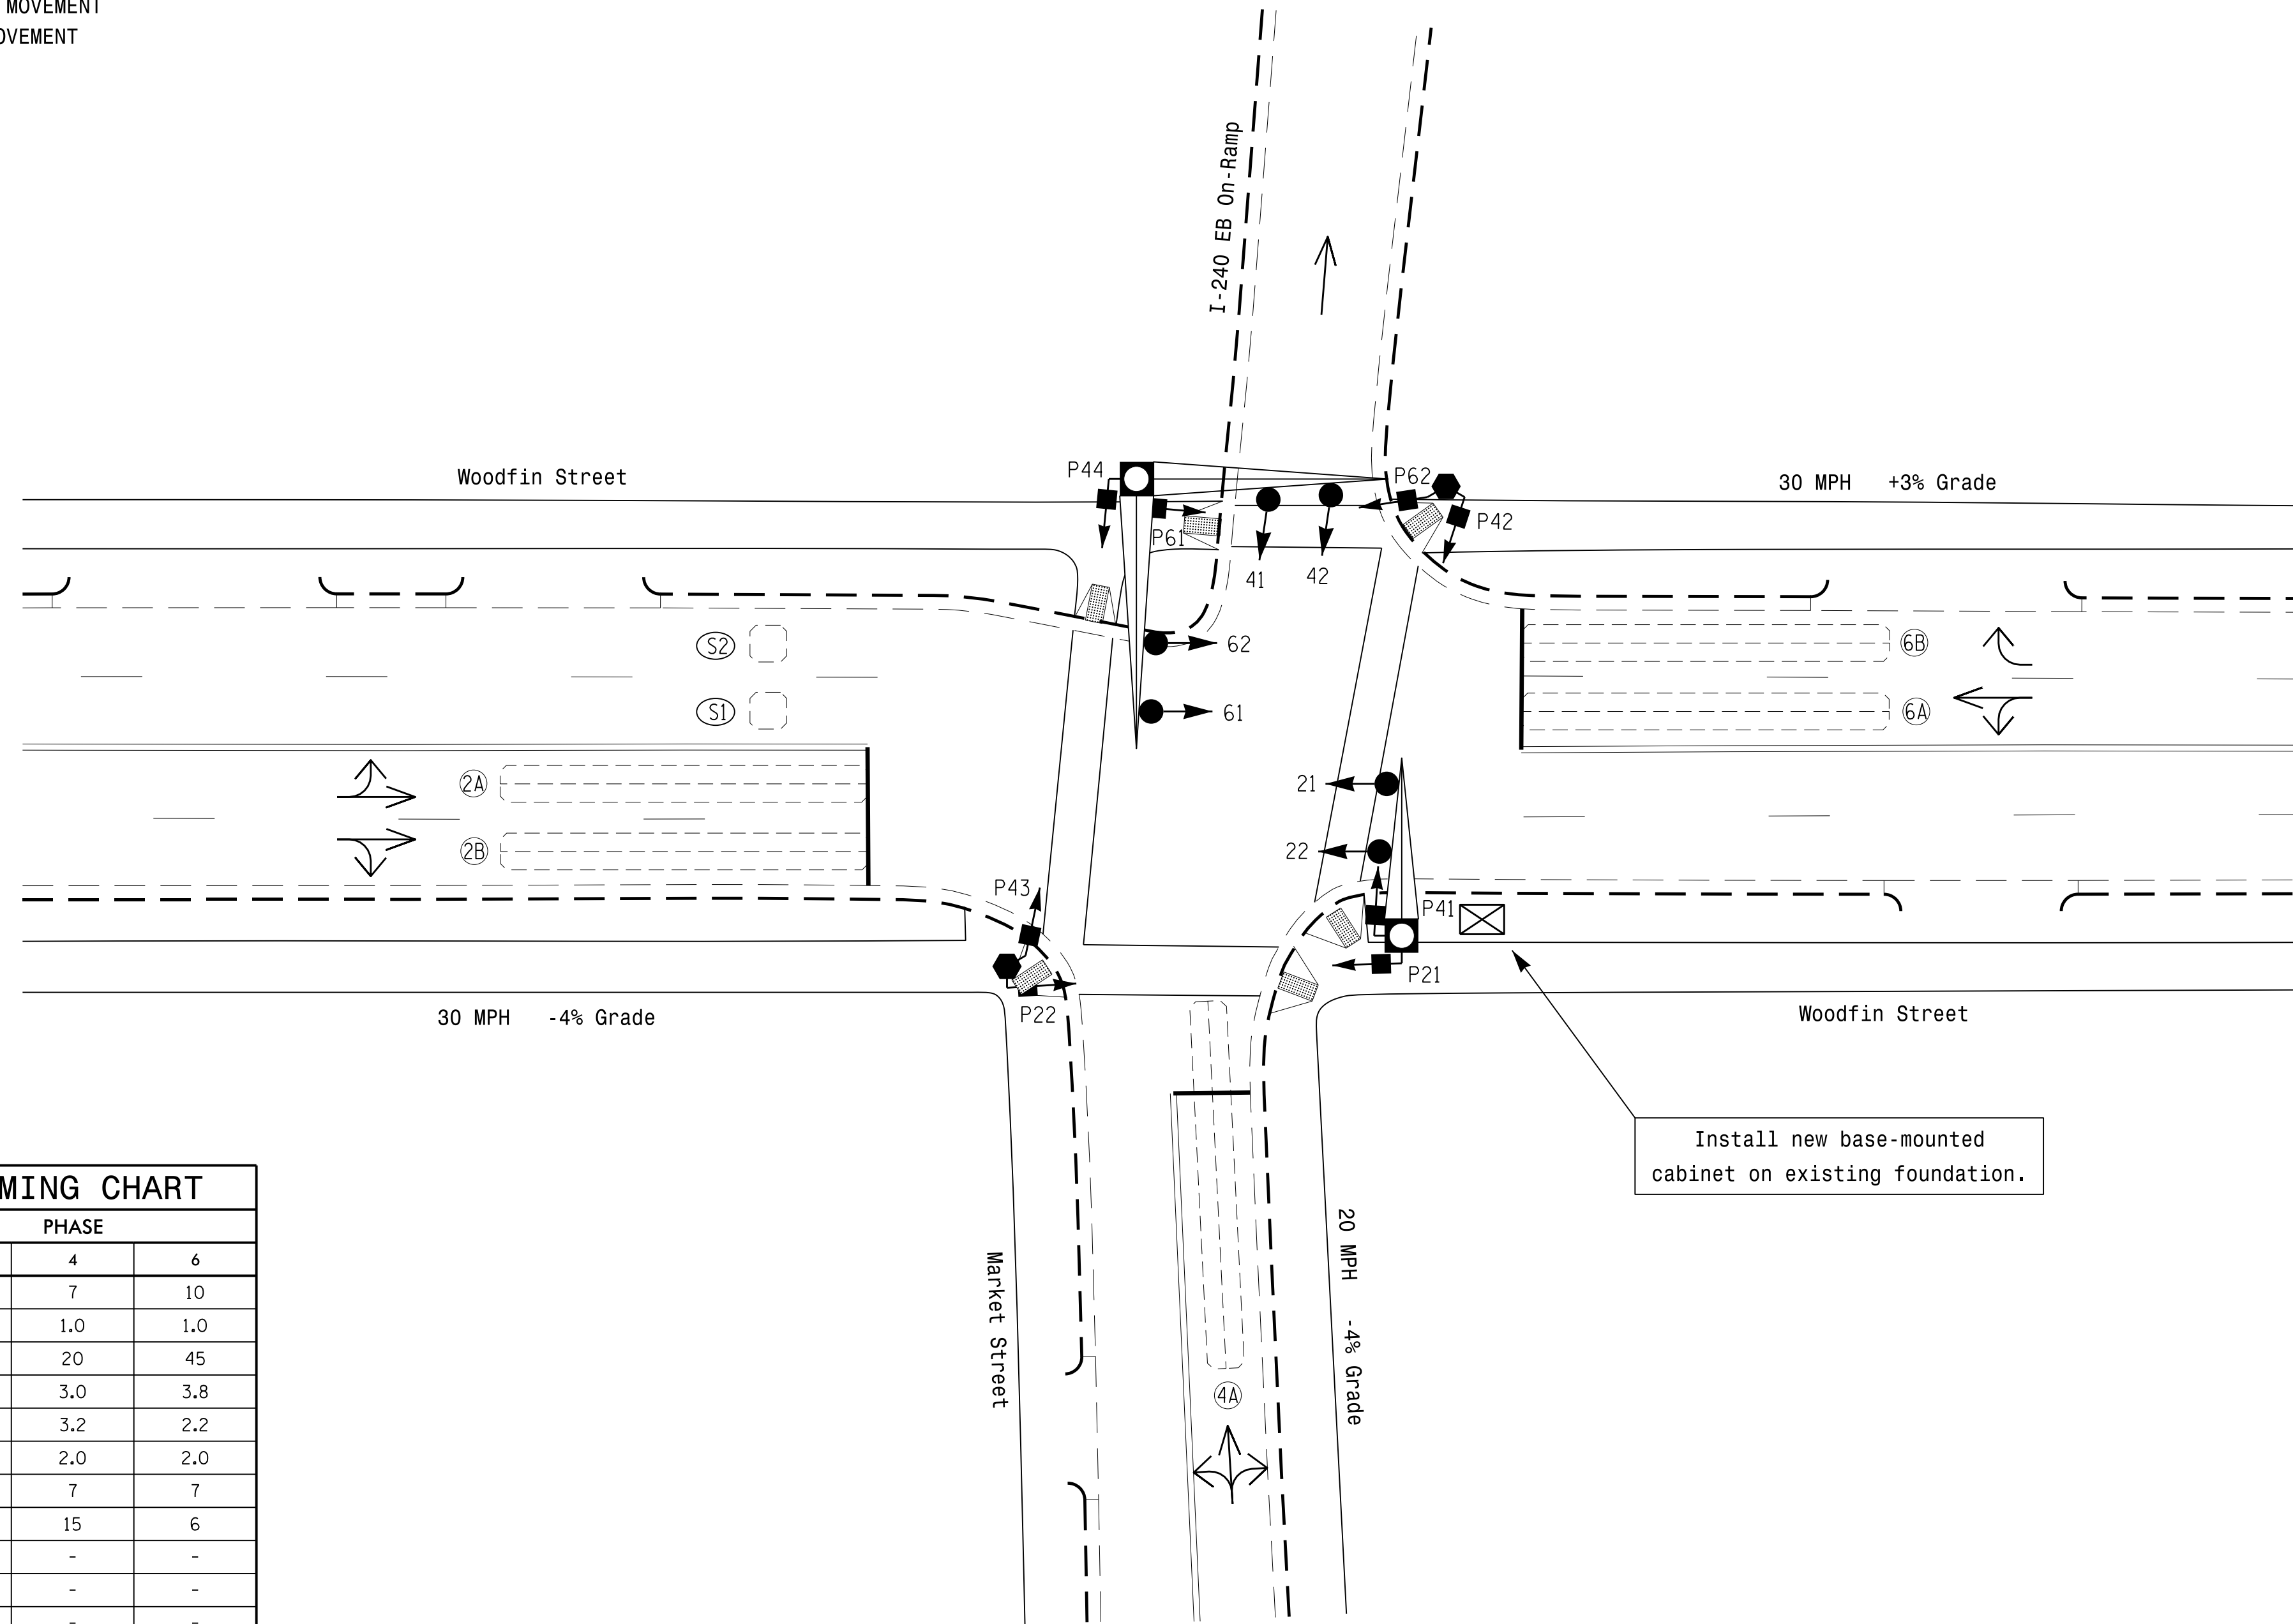 MOVEMENT
OVEMENT
I-240 EB On-Ramp
Woodfin Street
P44
P62
30 MPH +3% Grade
P42
P61
41
42
S2
62
6B
S1
61
6A
2A
21
2B
22
P43
P41
P21
P22
30 MPH -4% Grade
Woodfin Street
Install new base-mounted
cabinet on existing foundation.
MING CHART
PHASE
4 6
7 10
1.0 1.0
20 45
3.0 3.8
3.2 2.2
2.0 2.0
7 7
15 6
- -
- -
- -
Market Street
20 MPH -4% Grade
4A